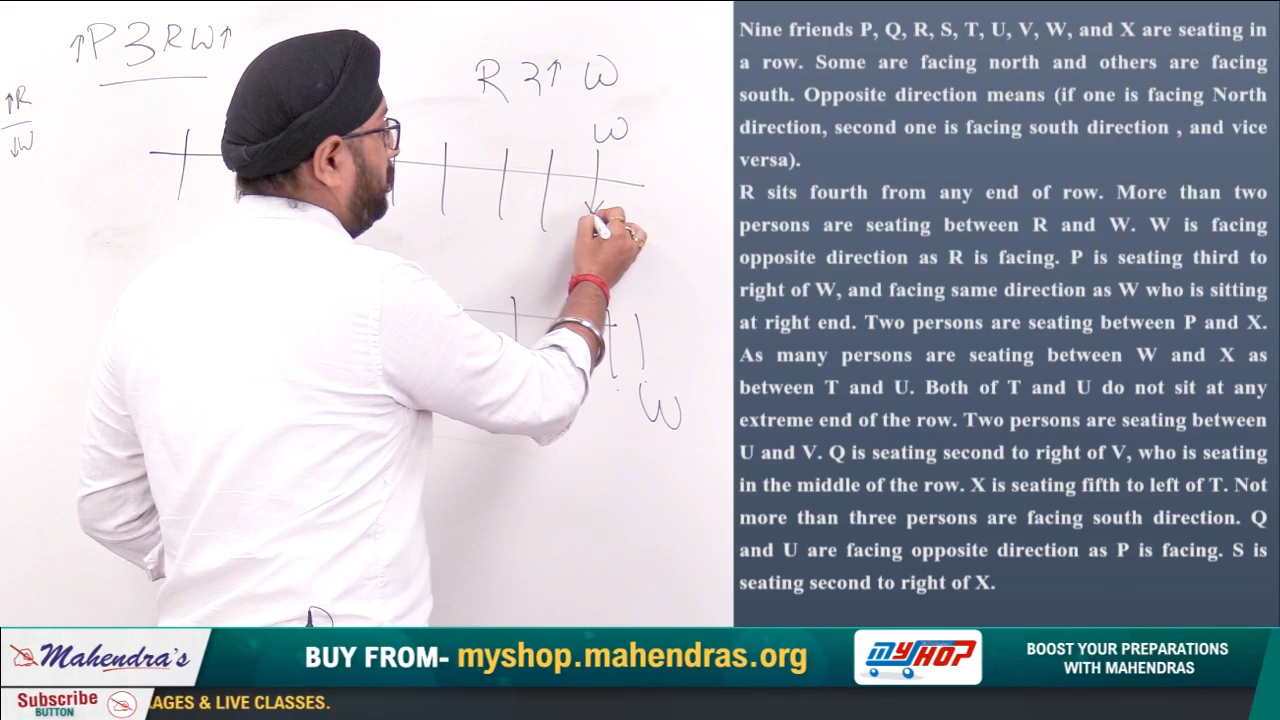 ↑P 3 R W↑
R 3↑ W
↑R
↓W
W
W
Nine friends P, Q, R, S, T, U, V, W, and X are seating in
a row. Some are facing north and others are facing
south. Opposite direction means (if one is facing North
direction, second one is facing south direction , and vice
versa).
R sits fourth from any end of row. More than two
persons are seating between R and W. W is facing
opposite direction as R is facing. P is seating third to
right of W, and facing same direction as W who is sitting
at right end. Two persons are seating between P and X.
As many persons are seating between W and X as
between T and U. Both of T and U do not sit at any
extreme end of the row. Two persons are seating between
U and V. Q is seating second to right of V, who is seating
in the middle of the row. X is seating fifth to left of T. Not
more than three persons are facing south direction. Q
and U are facing opposite direction as P is facing. S is
seating second to right of X.
Mahendra's
BUY FROM- myshop.mahendras.org
MYSHOP
BOOST YOUR PREPARATIONS
WITH MAHENDRAS
Subscribe
BUTTON
KAGES & LIVE CLASSES.